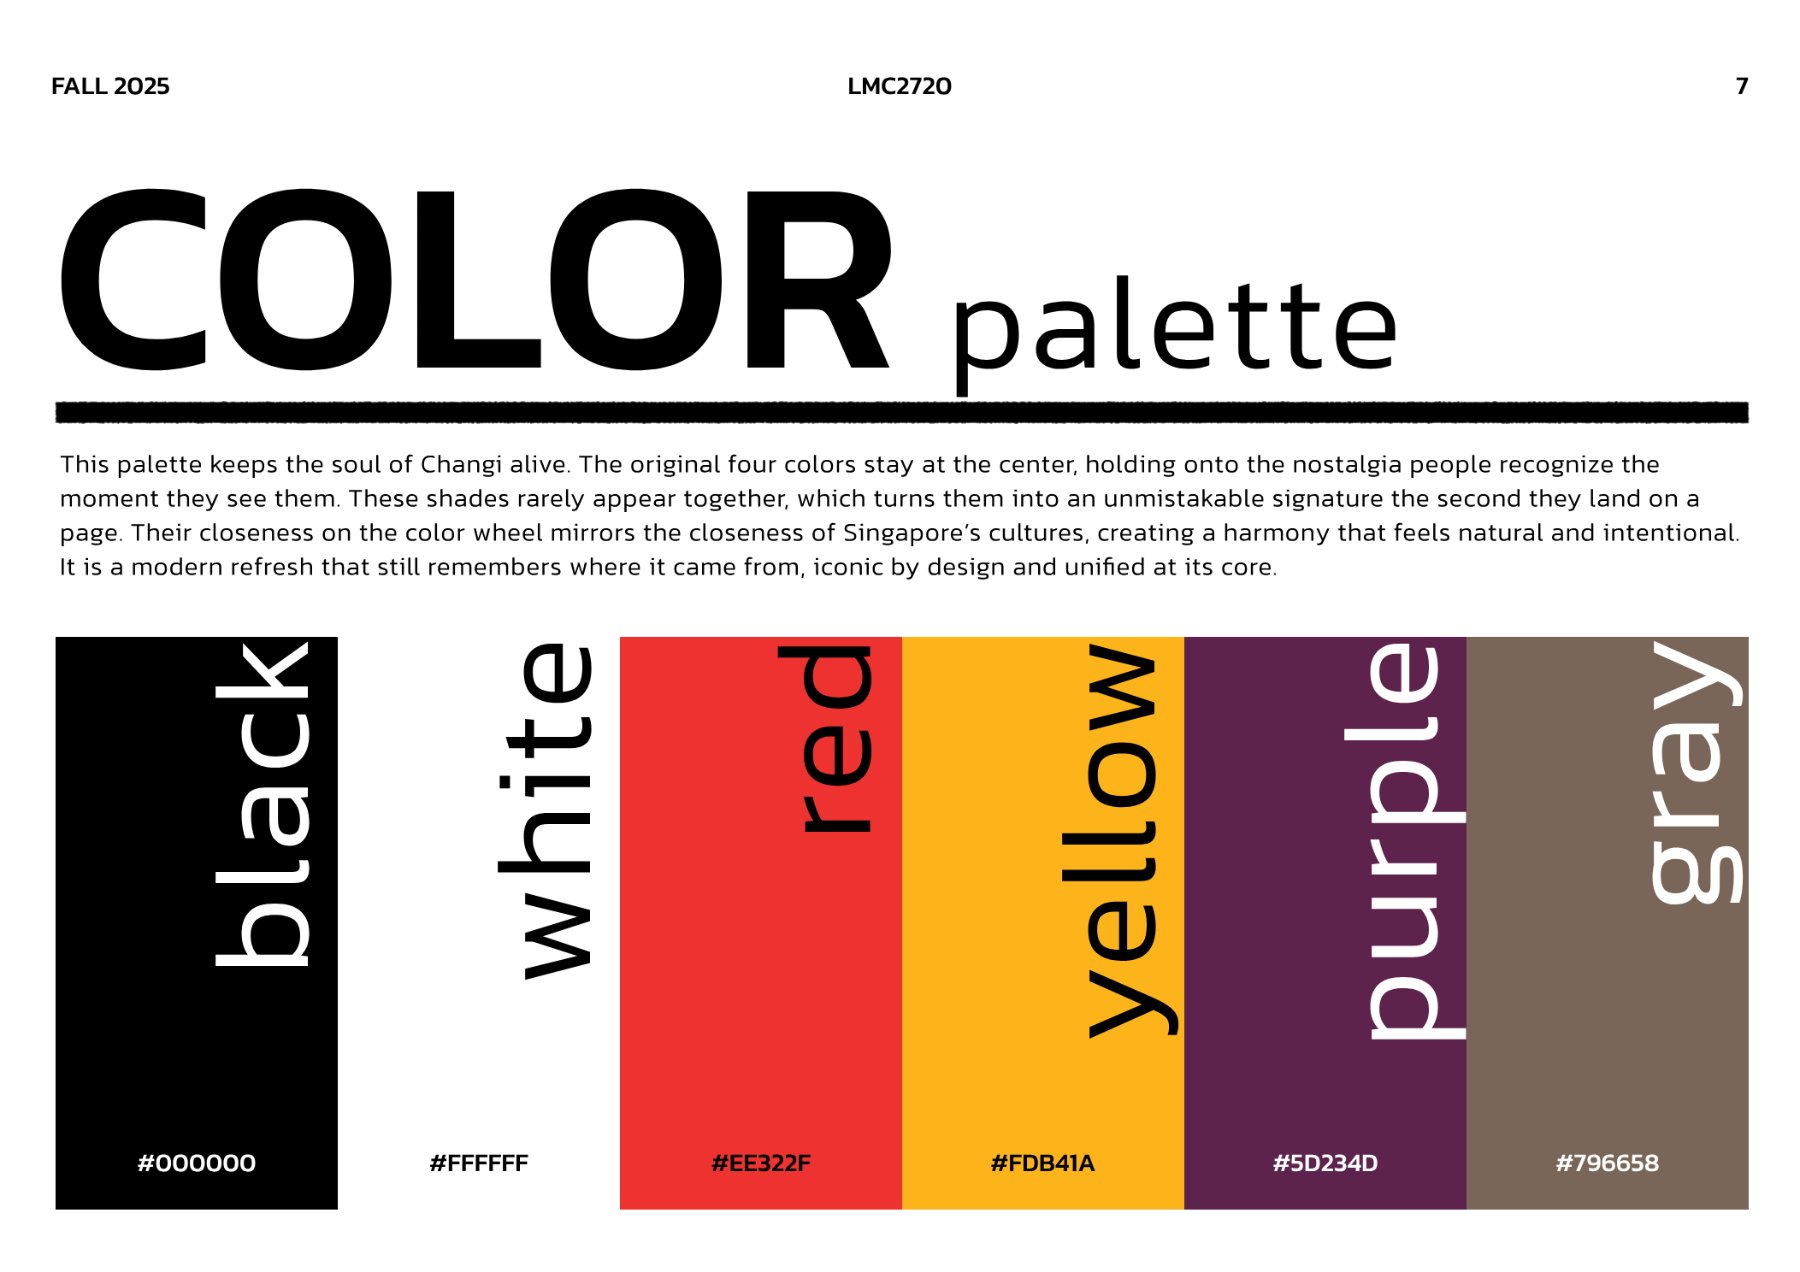 FALL 2025
LMC2720
7
COLOR palette
This palette keeps the soul of Changi alive. The original four colors stay at the center, holding onto the nostalgia people recognize the
moment they see them. These shades rarely appear together, which turns them into an unmistakable signature the second they land on a
page. Their closeness on the color wheel mirrors the closeness of Singapore’s cultures, creating a harmony that feels natural and intentional.
It is a modern refresh that still remembers where it came from, iconic by design and unified at its core.
black
white
red
yellow
purple
gray
#000000
#FFFFFF
#EE322F
#FDB41A
#5D234D
#796658